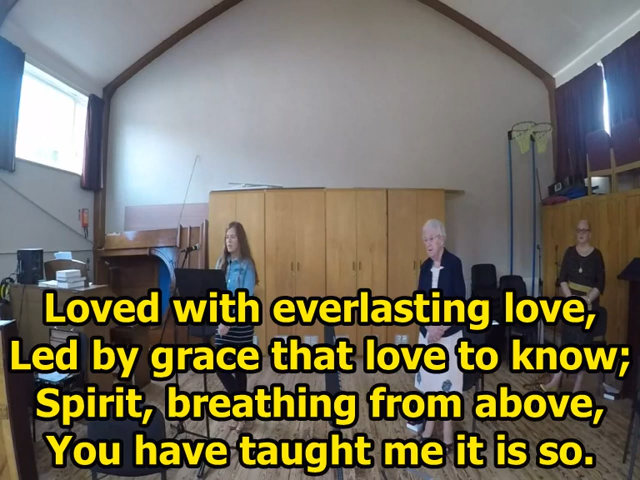 Loved with everlasting love,
Led by grace that love to know;
Spirit, breathing from above,
You have taught me it is so.